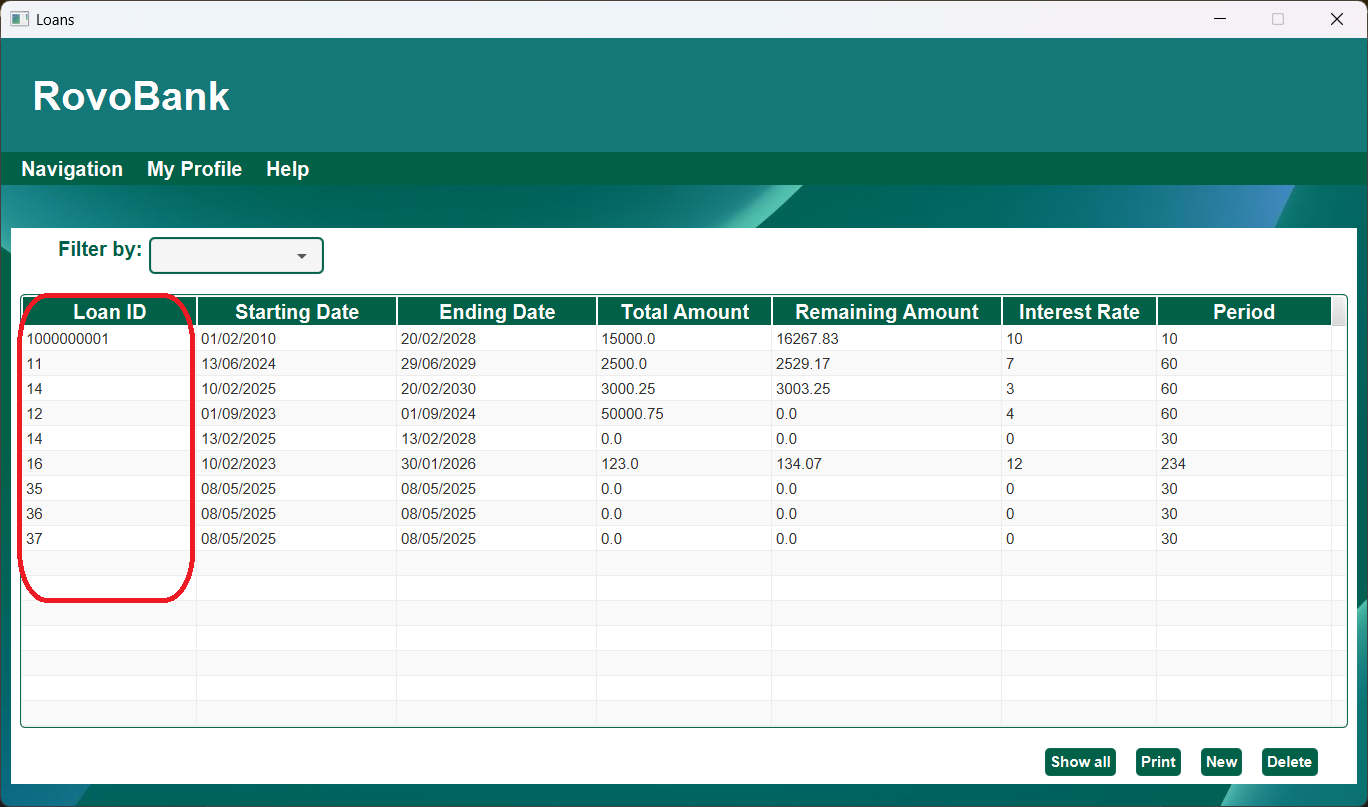 Loans
RovoBank
Navigation My Profile Help
Filter by:
Loan ID Starting Date Ending Date Total Amount Remaining Amount Interest Rate Period
1000000001 01/02/2010 20/02/2028 15000.0 16267.83 10 10
11 13/06/2024 29/06/2029 2500.0 2529.17 7 60
14 10/02/2025 20/02/2030 3000.25 3003.25 3 60
12 01/09/2023 01/09/2024 50000.75 0.0 4 60
14 13/02/2025 13/02/2028 0.0 0.0 0 30
16 10/02/2023 30/01/2026 123.0 134.07 12 234
35 08/05/2025 08/05/2025 0.0 0.0 0 30
36 08/05/2025 08/05/2025 0.0 0.0 0 30
37 08/05/2025 08/05/2025 0.0 0.0 0 30
Show all Print New Delete